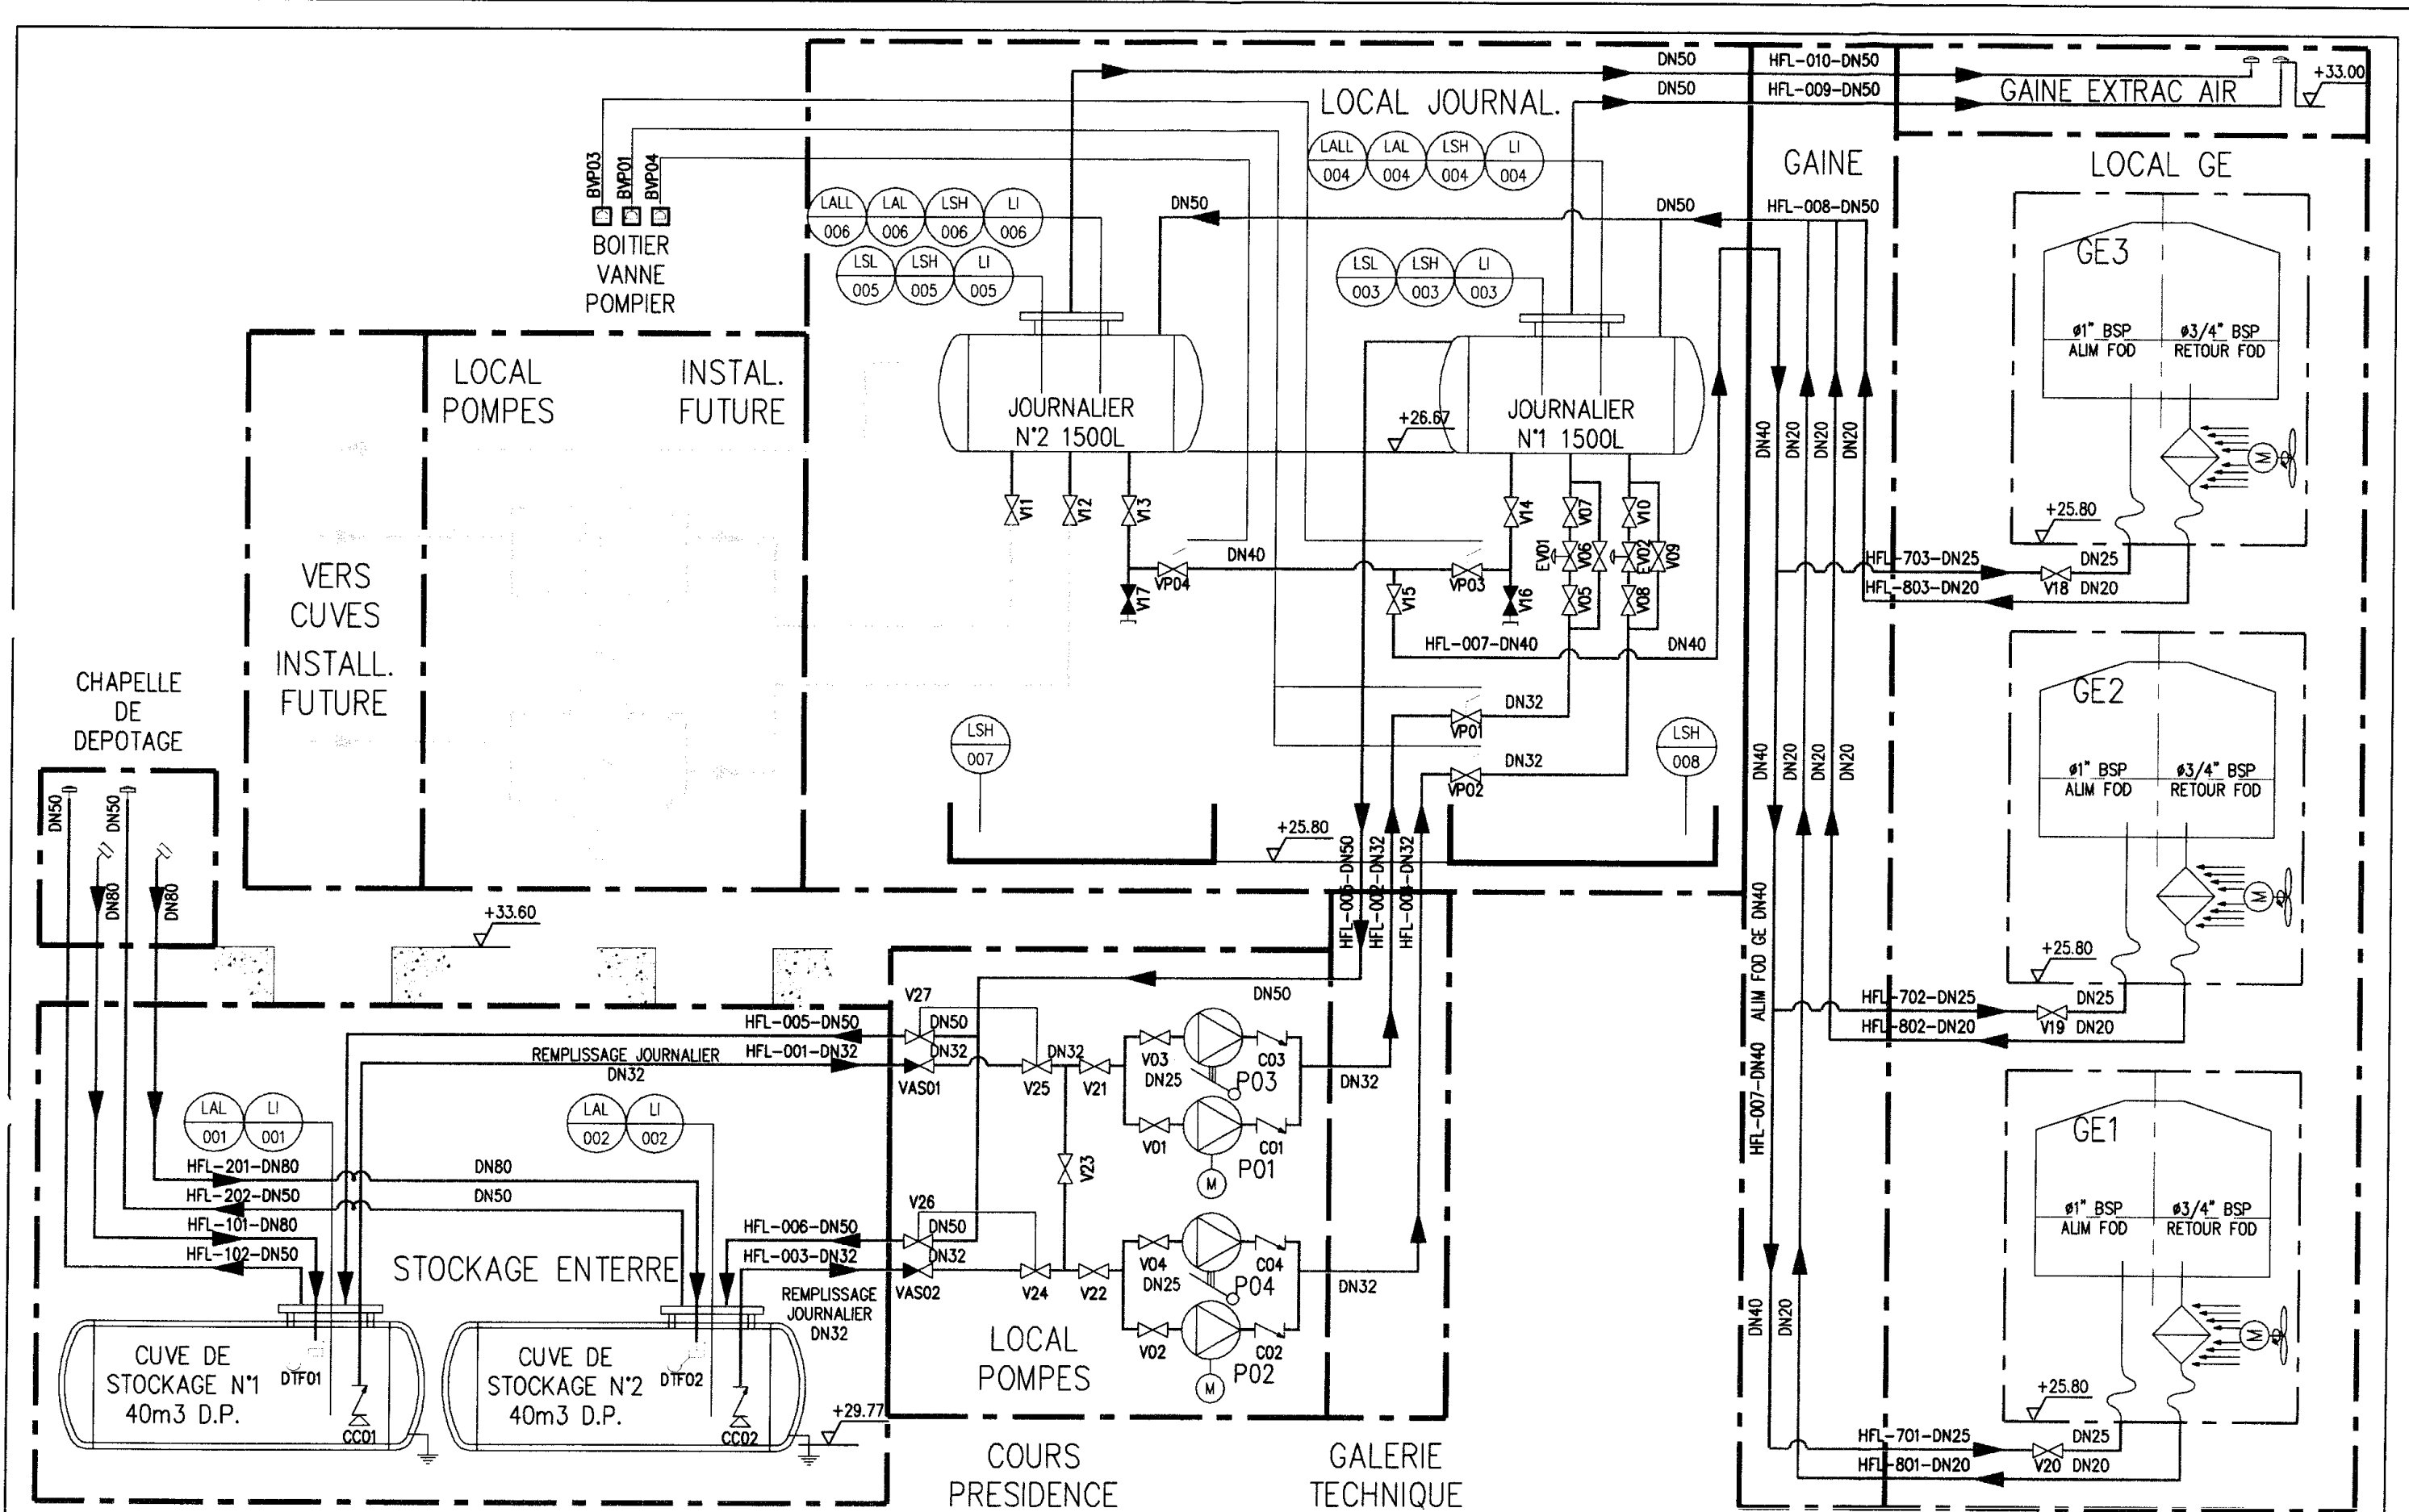 DN50
HFL-010-DN50
+33.00
DN50
HFL-009-DN50
GAINE EXTRAC AIR
LOCAL JOURNAL.
GAINE
LOCAL GE
BVP03
BVP01
BVP04
BOITIER
VANNE
POMPIER
LALL
004
LAL
004
LSH
004
LI
004
LALL
006
LAL
006
LSH
006
LI
006
LSL
005
LSH
005
LI
005
LSL
003
LSH
003
LI
003
DN50
DN50
HFL-008-DN50
LOCAL
POMPES
INSTAL.
FUTURE
VERS
CUVES
INSTALL.
FUTURE
JOURNALIER
N°2 1500L
JOURNALIER
N°1 1500L
+26.67
V11
V12
V13
V14
V07
V10
EV01
V06
EV02
V09
VP04
DN40
VP03
V17
V15
V16
V05
V08
HFL-007-DN40
DN40
DN32
VP01
DN32
VP02
LSH
007
LSH
008
+25.80
DN40
DN20
DN20
DN20
GE3
ø1" BSP
ALIM FOD
ø3/4" BSP
RETOUR FOD
M
+25.80
HFL-703-DN25
DN25
V18
HFL-803-DN20
DN20
GE2
ø1" BSP
ALIM FOD
ø3/4" BSP
RETOUR FOD
M
+25.80
DN40
DN20
DN20
DN20
HFL-702-DN25
DN25
V19
HFL-802-DN20
DN20
HFL-007-DN40 ALIM FOD GE DN40
GE1
ø1" BSP
ALIM FOD
ø3/4" BSP
RETOUR FOD
M
+25.80
DN40
DN20
HFL-701-DN25
DN25
V20
HFL-801-DN20
DN20
CHAPELLE
DE
DEPOTAGE
DN50
DN50
DN80
DN80
+33.60
HFL-005-DN50
HFL-002-DN32
HFL-004-DN32
DN50
V27
HFL-005-DN50
DN50
REMPLISSAGE JOURNALIER
DN32
HFL-001-DN32
DN32
VAS01
DN32
V25
V21
V03
DN25
C03
P03
DN32
V01
C01
P01
M
V23
LAL
001
LI
001
LAL
002
LI
002
HFL-201-DN80
DN80
HFL-202-DN50
DN50
HFL-101-DN80
HFL-102-DN50
V26
HFL-006-DN50
DN50
HFL-003-DN32
DN32
VAS02
REMPLISSAGE
JOURNALIER
DN32
V24
V22
V04
DN25
C04
P04
DN32
V02
C02
P02
M
STOCKAGE ENTERRE
CUVE DE
STOCKAGE N°1
40m3 D.P.
DTF01
CC01
CUVE DE
STOCKAGE N°2
40m3 D.P.
DTF02
CC02
+29.77
LOCAL
POMPES
COURS
PRESIDENCE
GALERIE
TECHNIQUE